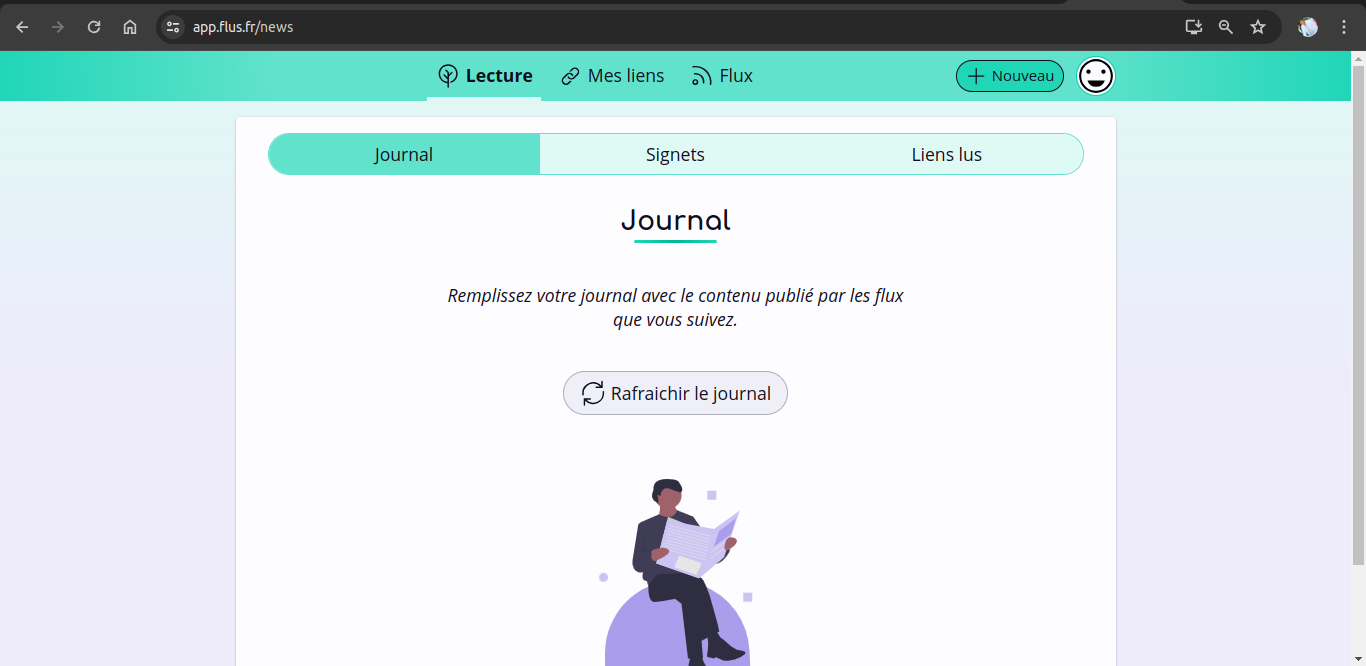 app.flus.fr/news
Lecture
Mes liens
Flux
Nouveau
Journal
Signets
Liens lus
Journal
Remplissez votre journal avec le contenu publié par les flux
que vous suivez.
Rafraichir le journal